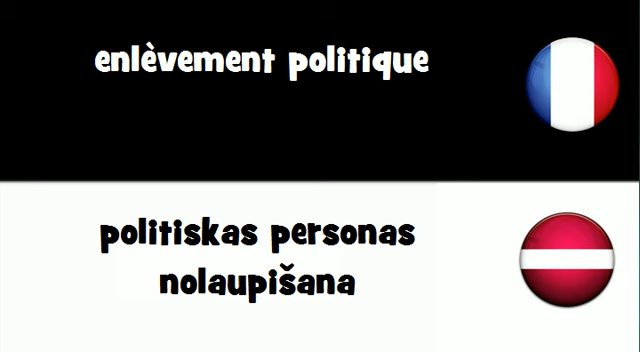 enlèvement politique
politiskas personas
nolaupišana